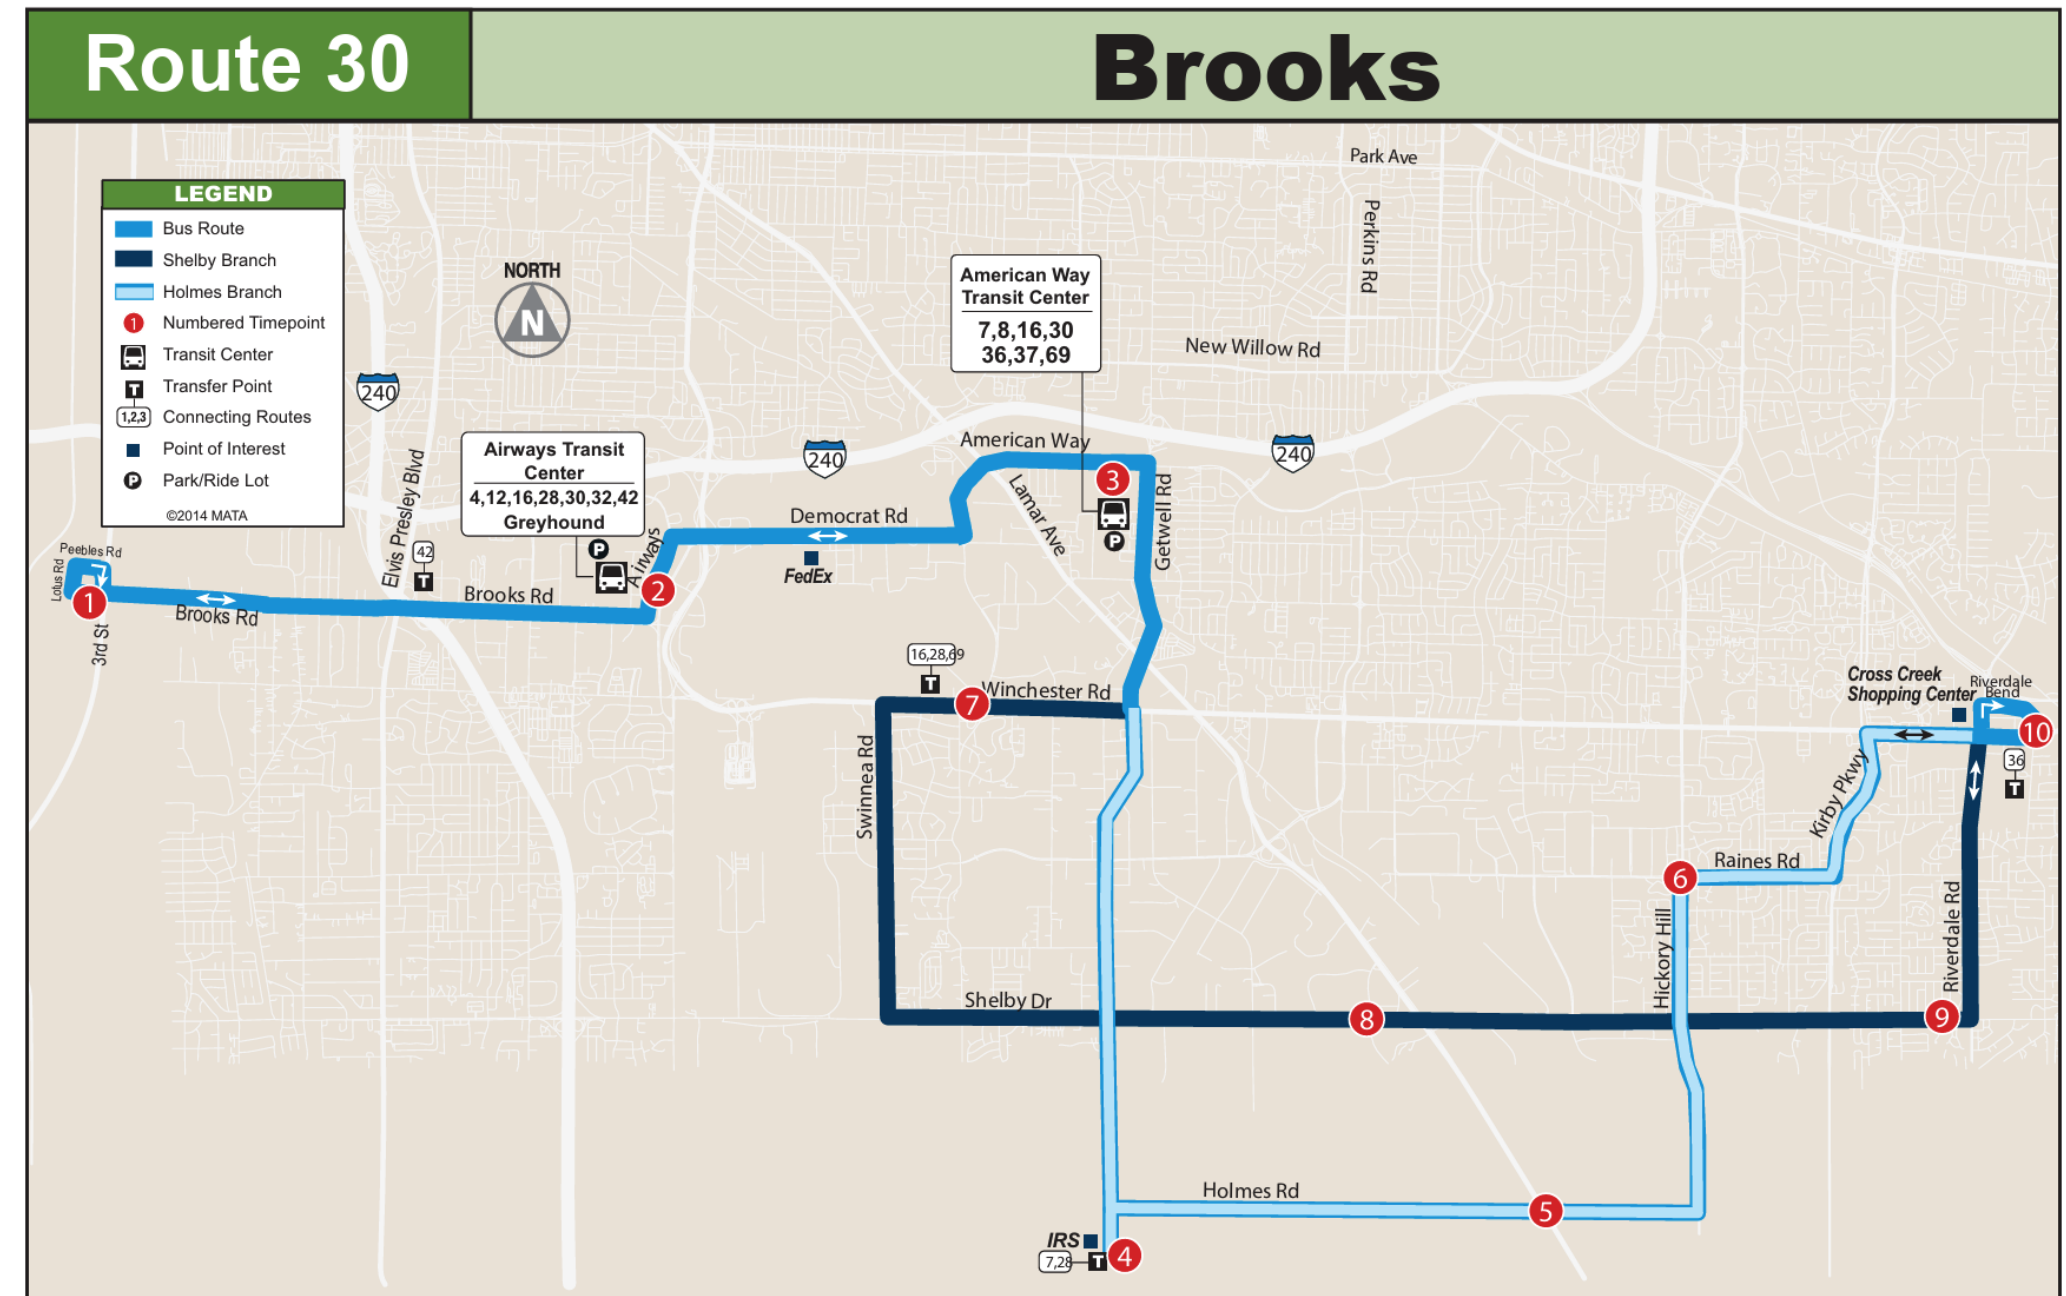 Route 30
Brooks
LEGEND
Bus Route
Shelby Branch
Holmes Branch
1 Numbered Timepoint
Transit Center
T Transfer Point
1,2,3 Connecting Routes
Point of Interest
P Park/Ride Lot
©2014 MATA
NORTH
N
240
240
240
Park Ave
Perkins Rd
New Willow Rd
American Way
Transit Center
7,8,16,30
36,37,69
American Way
3
P
Lamar Ave
Getwell Rd
Airways Transit
Center
4,12,16,28,30,32,42
Greyhound
P
Airways
2
Elvis Presley Blvd
42
T
Democrat Rd
FedEx
Peebles Rd
Lotus Rd
1
3rd St
Brooks Rd
Brooks Rd
16,28,69
T
7
Winchester Rd
Swinnea Rd
Cross Creek
Shopping Center
Riverdale
Bend
10
36
T
Kirby Pkwy
Raines Rd
6
Hickory Hill
Riverdale Rd
Shelby Dr
8
9
Holmes Rd
5
IRS
7,28
T
4